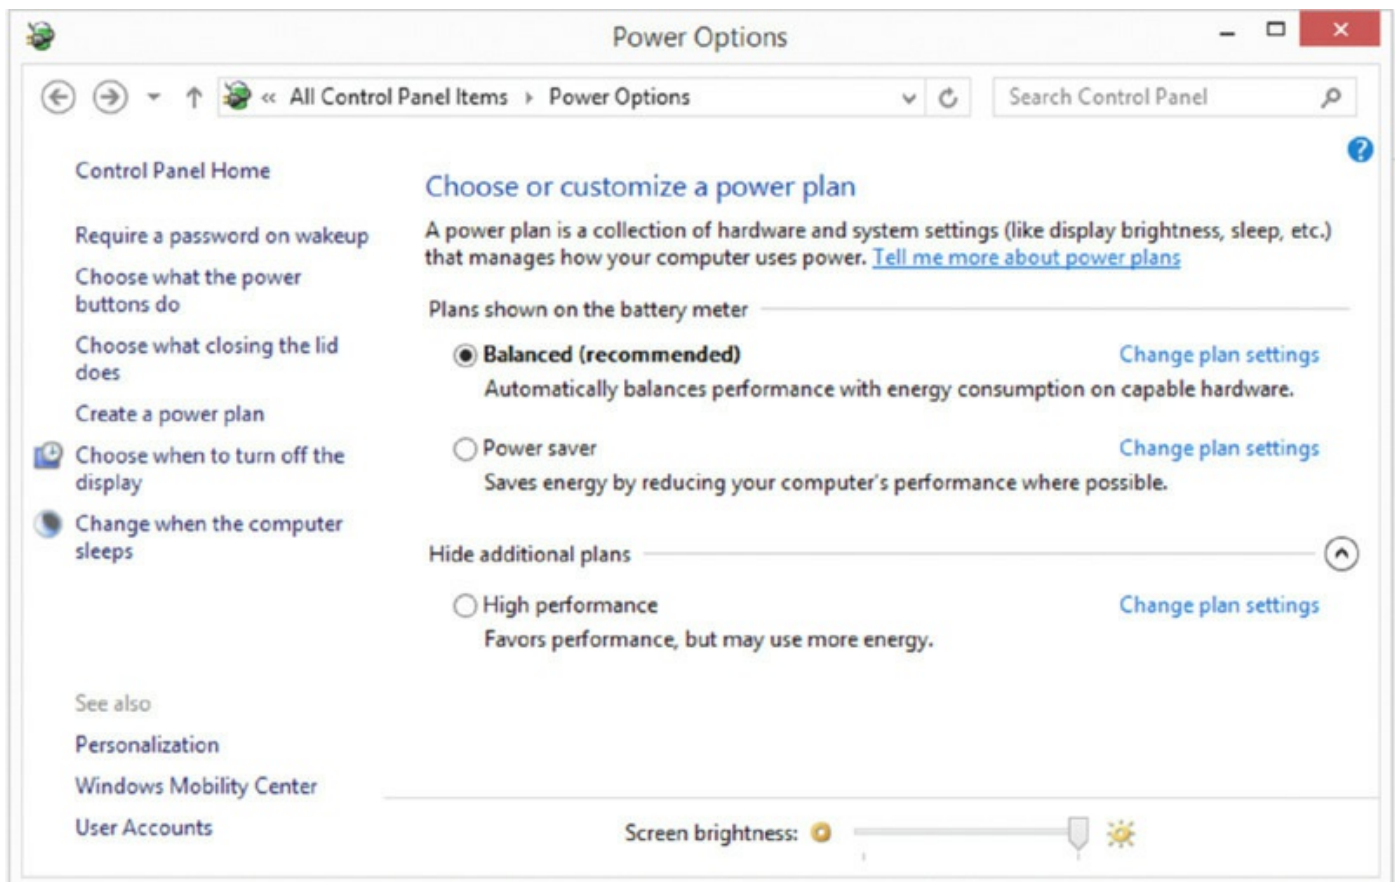 Power Options
« All Control Panel Items › Power Options
Search Control Panel
Control Panel Home
Require a password on wakeup
Choose what the power
buttons do
Choose what closing the lid
does
Create a power plan
Choose when to turn off the
display
Change when the computer
sleeps
See also
Personalization
Windows Mobility Center
User Accounts
Choose or customize a power plan
A power plan is a collection of hardware and system settings (like display brightness, sleep, etc.)
that manages how your computer uses power. Tell me more about power plans
Plans shown on the battery meter
Balanced (recommended) Change plan settings
Automatically balances performance with energy consumption on capable hardware.
Power saver Change plan settings
Saves energy by reducing your computer's performance where possible.
Hide additional plans
High performance Change plan settings
Favors performance, but may use more energy.
Screen brightness: